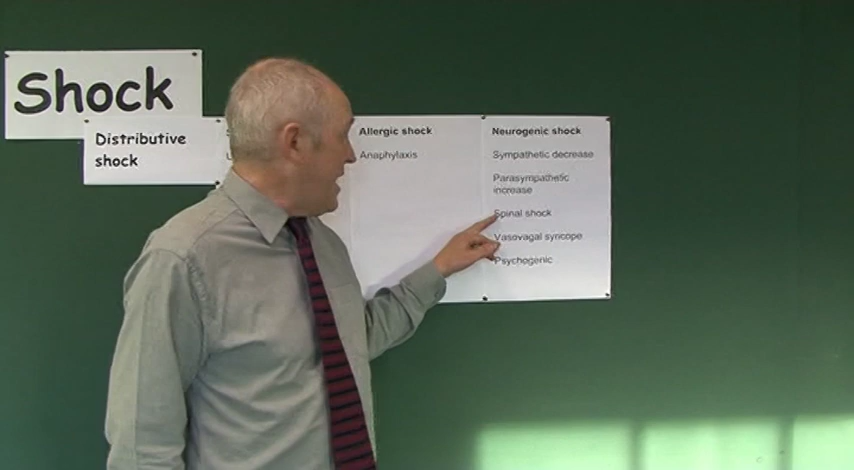 Shock
Distributive
shock
Allergic shock
Anaphylaxis
Neurogenic shock
Sympathetic decrease
Parasympathetic
increase
Spinal shock
Vasovagal syncope
Psychogenic